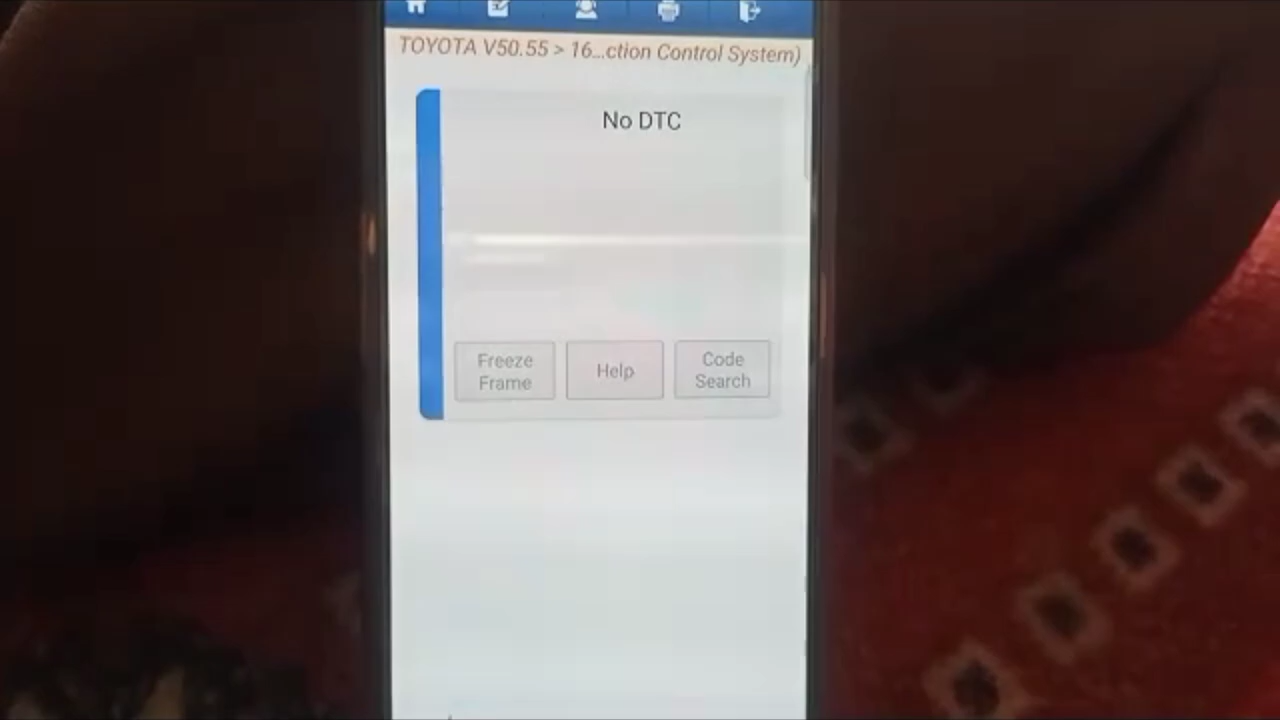 TOYOTA V50.55 > 16...ction Control System)
No DTC
Freeze
Frame
Help
Code
Search